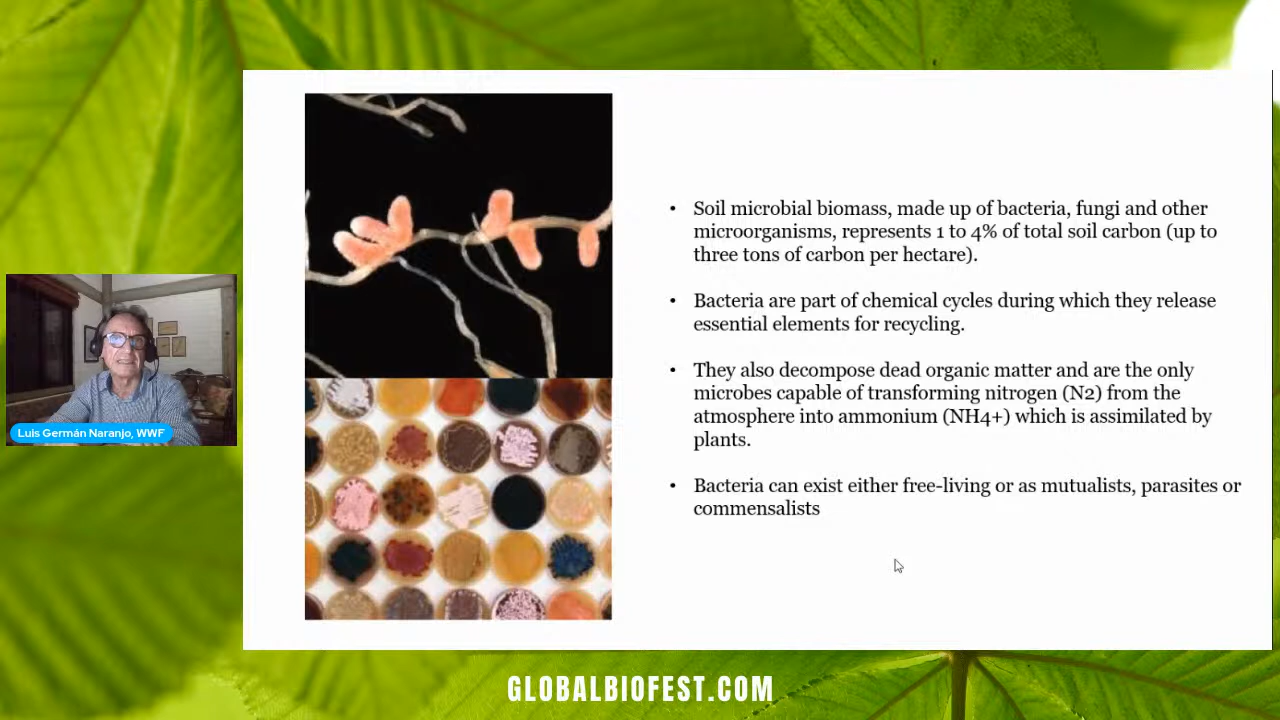 • Soil microbial biomass, made up of bacteria, fungi and other
microorganisms, represents 1 to 4% of total soil carbon (up to
three tons of carbon per hectare).
• Bacteria are part of chemical cycles during which they release
essential elements for recycling.
• They also decompose dead organic matter and are the only
microbes capable of transforming nitrogen (N2) from the
atmosphere into ammonium (NH4+) which is assimilated by
plants.
• Bacteria can exist either free-living or as mutualists, parasites or
commensalists
Luis Germán Naranjo, WWF
GLOBALBIOFEST.COM